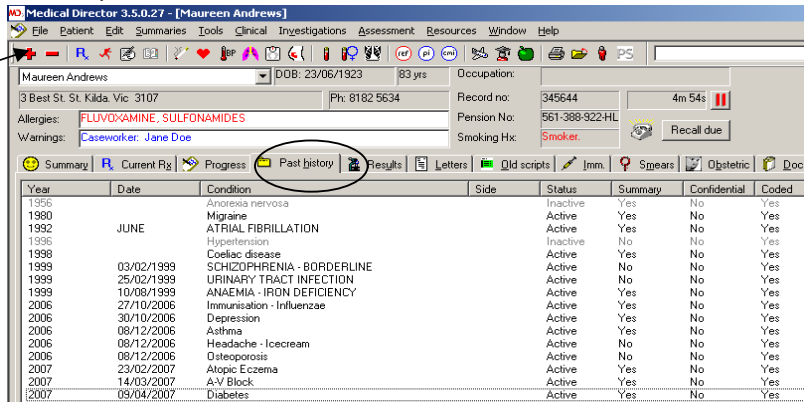 Medical Director 3.5.0.27 - [Maureen Andrews]
File Patient Edit Summaries Tools Clinical Investigations Assessment Resources Window Help
Rx BP ref pi cmi PS
Maureen Andrews DOB: 23/06/1923 83 yrs Occupation:
3 Best St. St. Kilda. Vic 3107 Ph: 8182 5634 Record no: 345644 4m 54s
Allergies: FLUVOXAMINE, SULFONAMIDES Pension No: 561-388-922-HL
Warnings: Caseworker: Jane Doe Smoking Hx: Smoker. Recall due
Summary Rx Current Rx Progress Past history Results Letters Old scripts Imm. Smears Obstetric Doc
Year Date Condition Side Status Summary Confidential Coded
1956 Anorexia nervosa Inactive Yes No Yes
1980 Migraine Active Yes No Yes
1992 JUNE ATRIAL FIBRILLATION Active Yes No Yes
1996 Hypertension Inactive No No Yes
1998 Coeliac disease Active Yes No Yes
1999 03/02/1999 SCHIZOPHRENIA - BORDERLINE Active No No Yes
1999 25/02/1999 URINARY TRACT INFECTION Active No No Yes
1999 10/08/1999 ANAEMIA - IRON DEFICIENCY Active Yes No Yes
2006 27/10/2006 Immunisation - Influenzae Active Yes No Yes
2006 30/10/2006 Depression Active Yes No Yes
2006 08/12/2006 Asthma Active Yes No Yes
2006 08/12/2006 Headache - Icecream Active No No Yes
2006 08/12/2006 Osteoporosis Active No No Yes
2007 23/02/2007 Atopic Eczema Active Yes No Yes
2007 14/03/2007 A-V Block Active Yes No Yes
2007 09/04/2007 Diabetes Active Yes No Yes